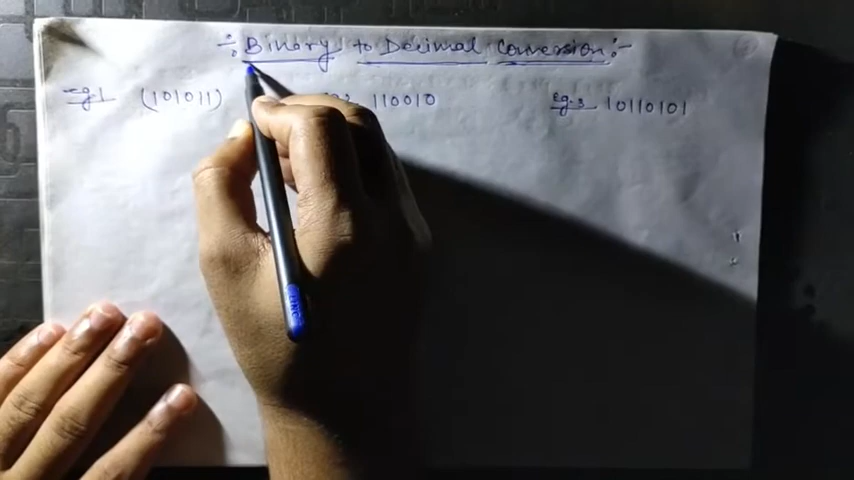 ÷ Binary to Decimal Conversion :-
eg.1 (101011) 110010 Eg.3 10110101